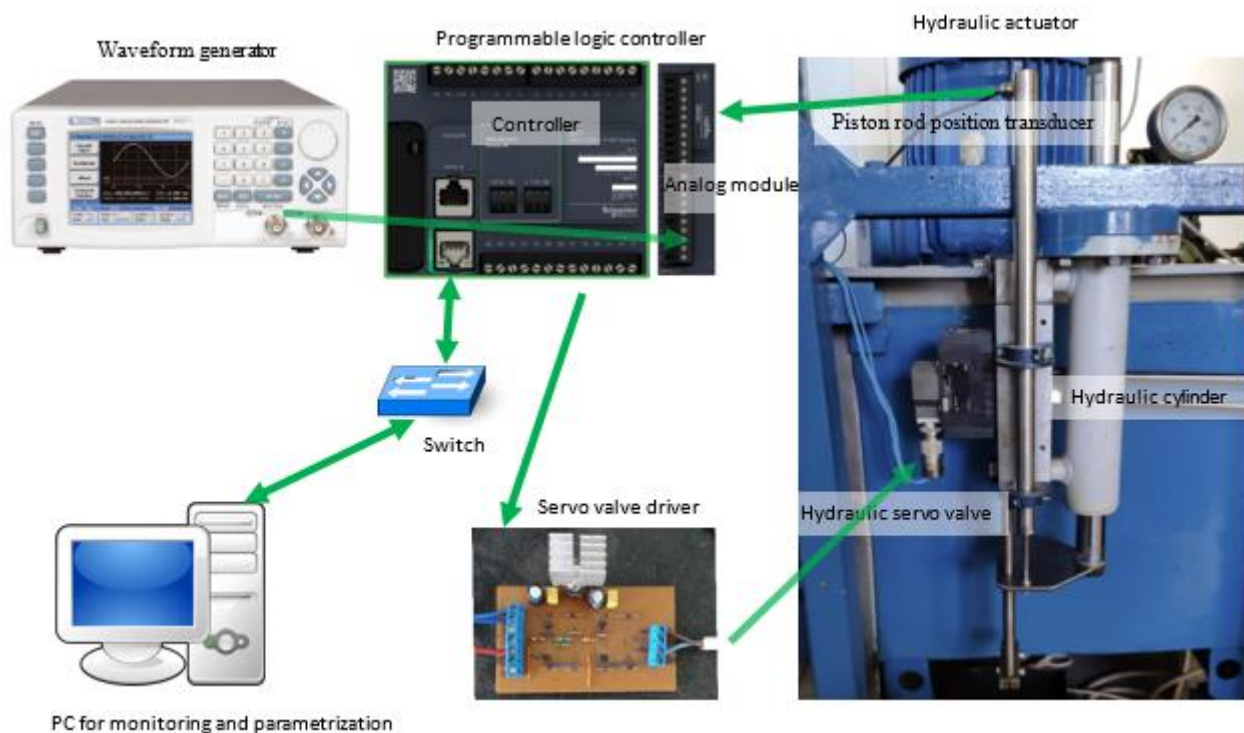 Waveform generator
Programmable logic controller
Hydraulic actuator
Controller
Piston rod position transducer
Analog module
Hydraulic cylinder
Switch
Servo valve driver
Hydraulic servo valve
PC for monitoring and parametrization